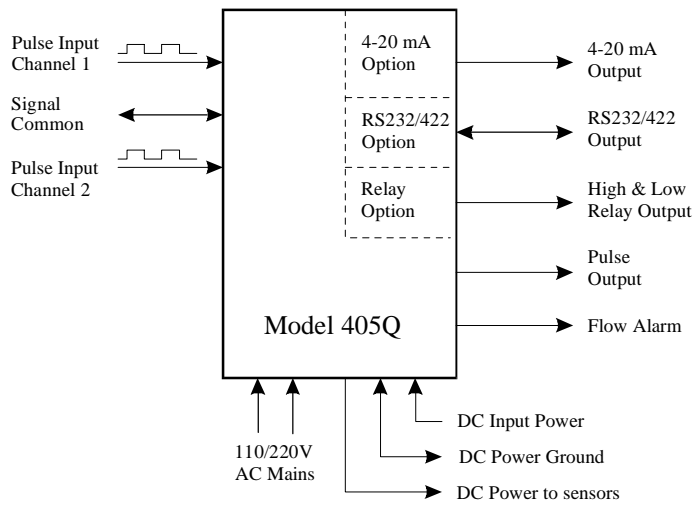 Pulse Input
Channel 1
Signal
Common
Pulse Input
Channel 2
4-20 mA
Option
RS232/422
Option
Relay
Option
Model 405Q
4-20 mA
Output
RS232/422
Output
High & Low
Relay Output
Pulse
Output
Flow Alarm
110/220V
AC Mains
DC Input Power
DC Power Ground
DC Power to sensors